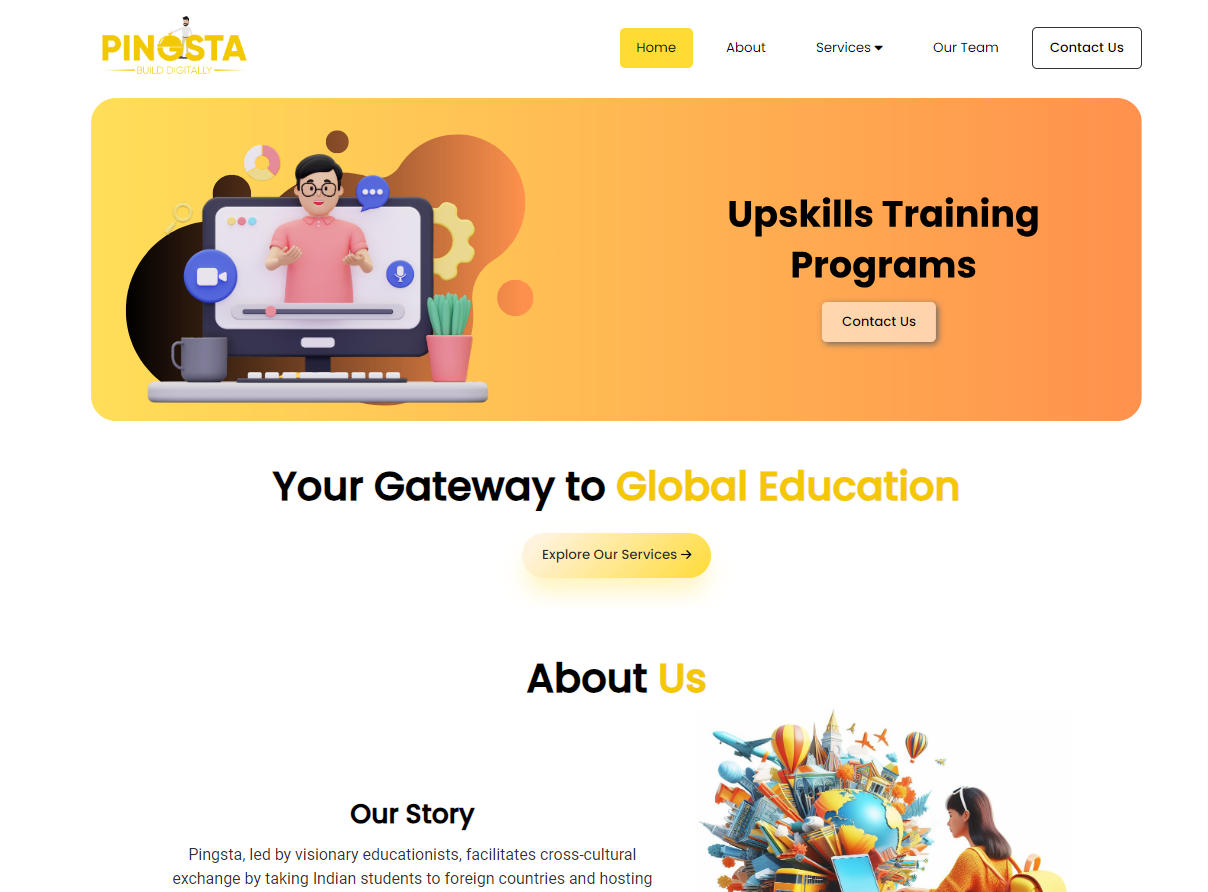 PINGSTA
BUILD DIGITALLY
Home
About
Services
Our Team
Contact Us
Upskills Training
Programs
Contact Us
Your Gateway to Global Education
Explore Our Services →
About Us
Our Story
Pingsta, led by visionary educationists, facilitates cross-cultural
exchange by taking Indian students to foreign countries and hosting